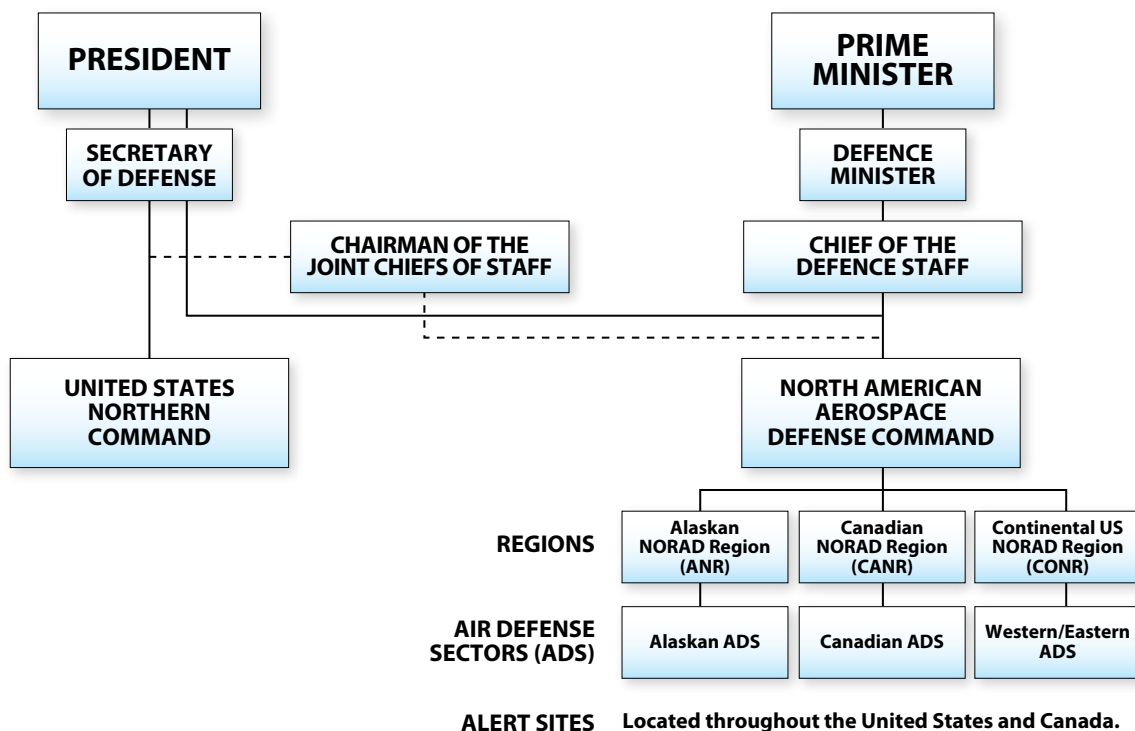 PRESIDENT
PRIME
MINISTER
SECRETARY
OF DEFENSE
DEFENCE
MINISTER
CHAIRMAN OF THE
JOINT CHIEFS OF STAFF
CHIEF OF THE
DEFENCE STAFF
UNITED STATES
NORTHERN
COMMAND
NORTH AMERICAN
AEROSPACE
DEFENSE COMMAND
REGIONS
Alaskan
NORAD Region
(ANR)
Canadian
NORAD Region
(CANR)
Continental US
NORAD Region
(CONR)
AIR DEFENSE
SECTORS (ADS)
Alaskan ADS
Canadian ADS
Western/Eastern
ADS
ALERT SITES
Located throughout the United States and Canada.